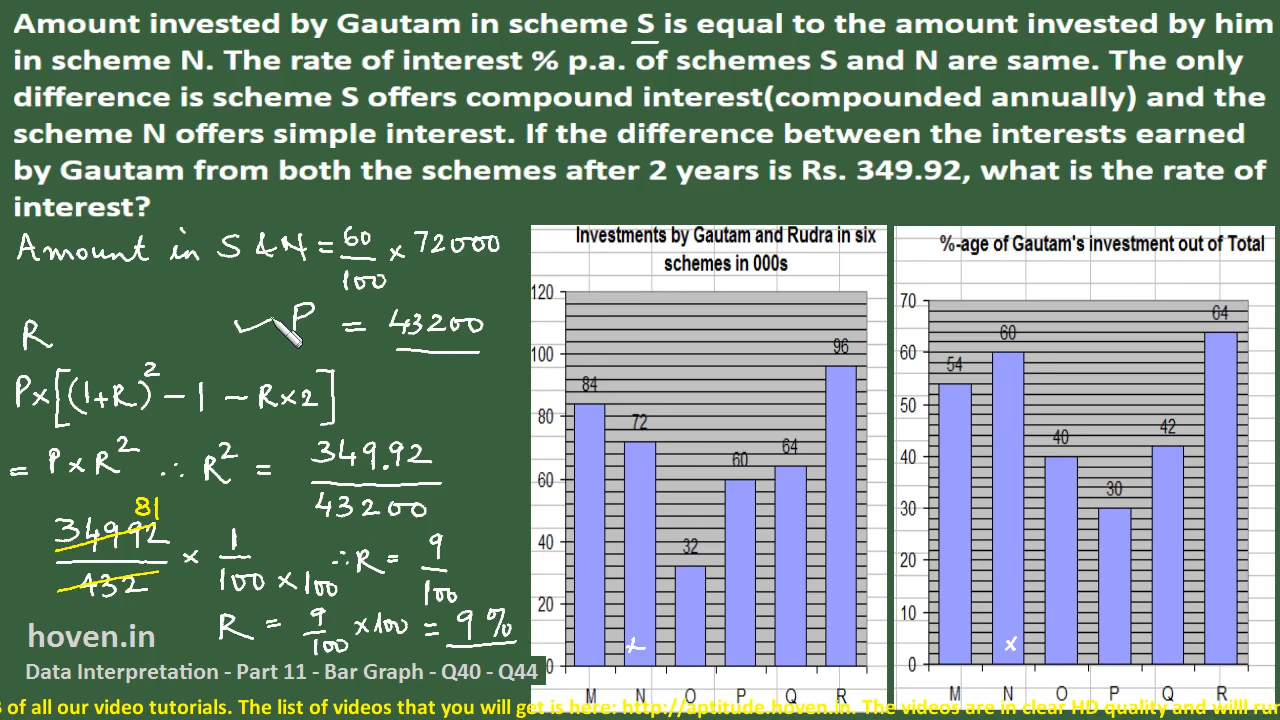 Amount invested by Gautam in scheme S is equal to the amount invested by him
in scheme N. The rate of interest % p.a. of schemes S and N are same. The only
difference is scheme S offers compound interest(compounded annually) and the
scheme N offers simple interest. If the difference between the interests earned
by Gautam from both the schemes after 2 years is Rs. 349.92, what is the rate of
interest?
Amount in S & N = 60/100 × 72000
P = 43200
R
P×[(1+R)² - 1 - R×2]
= P×R² ∴ R² = 349.92/43200
81
34992/432 × 1/100×100 ∴R = 9/100
R = 9/100 ×100 = 9%
hoven.in
Data Interpretation - Part 11 - Bar Graph - Q40 - Q44
Investments by Gautam and Rudra in six
schemes in 000s
120
100
80
60
40
20
0
84
72
32
60
64
96
x
M N O P Q R
%-age of Gautam's investment out of Total
70
60
50
40
30
20
10
0
54
60
40
30
42
64
x
M N O P Q R
of all our video tutorials. The list of videos that you willl get is here: http://aptitude.hoven.in. The videos are in clear HD quality and willl